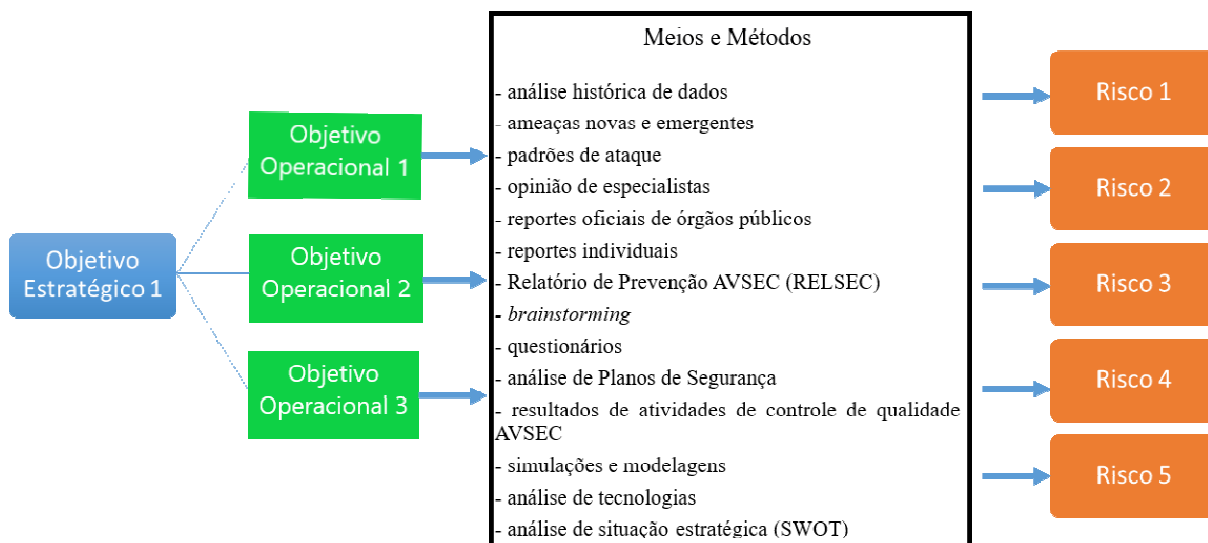 Objetivo
Estratégico 1
Objetivo
Operacional 1
Objetivo
Operacional 2
Objetivo
Operacional 3
Meios e Métodos
- análise histórica de dados
- ameaças novas e emergentes
- padrões de ataque
- opinião de especialistas
- reportes oficiais de órgãos públicos
- reportes individuais
- Relatório de Prevenção AVSEC (RELSEC)
- brainstorming
- questionários
- análise de Planos de Segurança
- resultados de atividades de controle de qualidade
AVSEC
- simulações e modelagens
- análise de tecnologias
- análise de situação estratégica (SWOT)
Risco 1
Risco 2
Risco 3
Risco 4
Risco 5